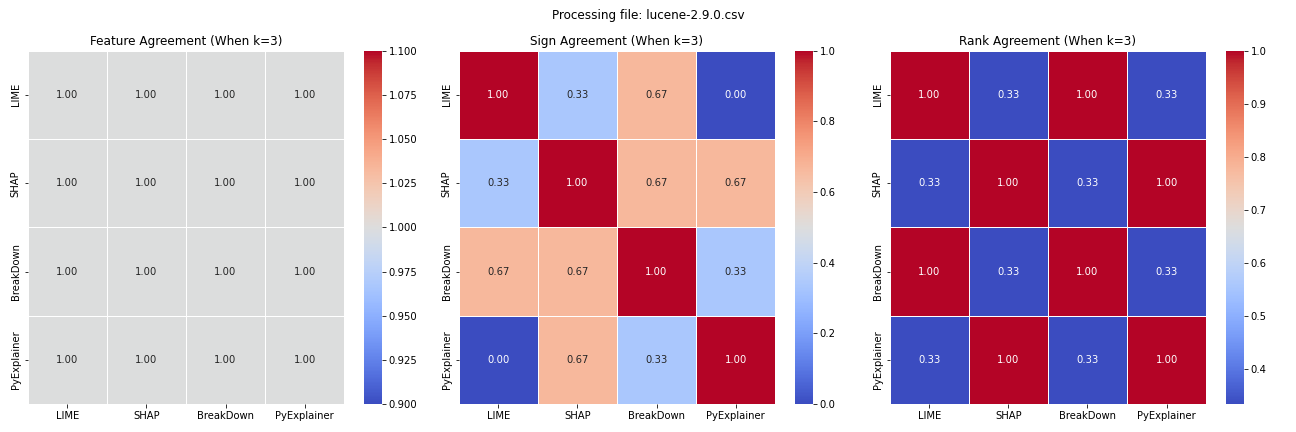 Processing file: lucene-2.9.0.csv
Feature Agreement (When k=3)
LIME
SHAP
BreakDown
PyExplainer
1.00 1.00 1.00 1.00
1.00 1.00 1.00 1.00
1.00 1.00 1.00 1.00
1.00 1.00 1.00 1.00
LIME SHAP BreakDown PyExplainer
1.100
1.075
1.050
1.025
1.000
0.975
0.950
0.925
0.900
Sign Agreement (When k=3)
LIME
SHAP
BreakDown
PyExplainer
1.00 0.33 0.67 0.00
0.33 1.00 0.67 0.67
0.67 0.67 1.00 0.33
0.00 0.67 0.33 1.00
LIME SHAP BreakDown PyExplainer
1.0
0.8
0.6
0.4
0.2
0.0
Rank Agreement (When k=3)
LIME
SHAP
BreakDown
PyExplainer
1.00 0.33 1.00 0.33
0.33 1.00 0.33 1.00
1.00 0.33 1.00 0.33
0.33 1.00 0.33 1.00
LIME SHAP BreakDown PyExplainer
1.0
0.9
0.8
0.7
0.6
0.5
0.4